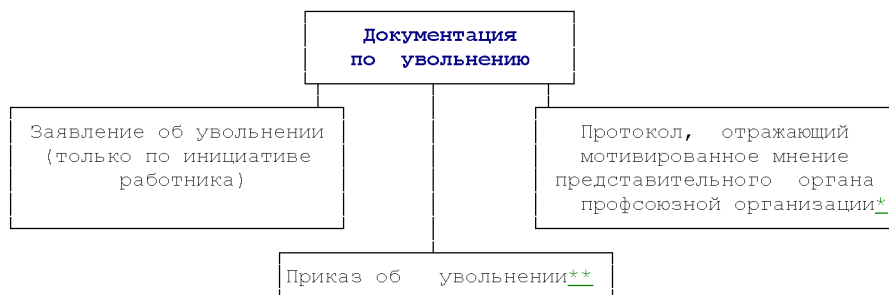 Документация
по увольнению
Заявление об увольнении
(только по инициативе
работника)
Протокол, отражающий
мотивированное мнение
представительного органа
профсоюзной организации*
Приказ об увольнении**